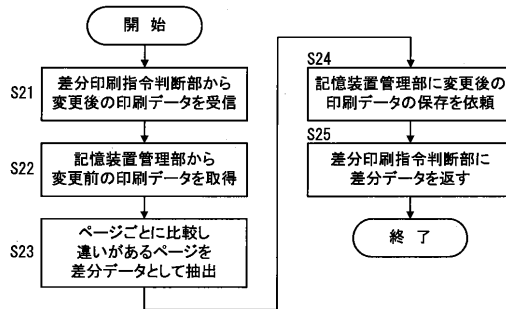 開 始
S21
差分印刷指令判断部から
変更後の印刷データを受信
S22
記憶装置管理部から
変更前の印刷データを取得
S23
ページごとに比較し
違いがあるページを
差分データとして抽出
S24
記憶装置管理部に変更後の
印刷データの保存を依頼
S25
差分印刷指令判断部に
差分データを返す
終 了